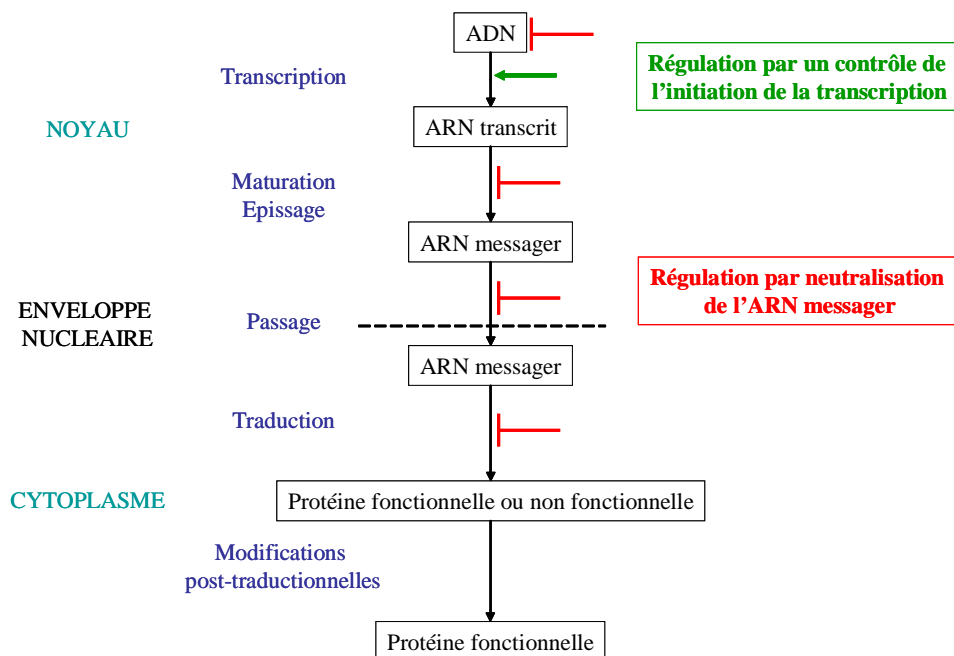 ADN
Transcription
Régulation par un contrôle de
l'initiation de la transcription
NOYAU
ARN transcrit
Maturation
Epissage
ARN messager
Régulation par neutralisation
de l'ARN messager
ENVELOPPE
NUCLEAIRE
Passage
ARN messager
Traduction
CYTOPLASME
Protéine fonctionnelle ou non fonctionnelle
Modifications
post-traductionnelles
Protéine fonctionnelle